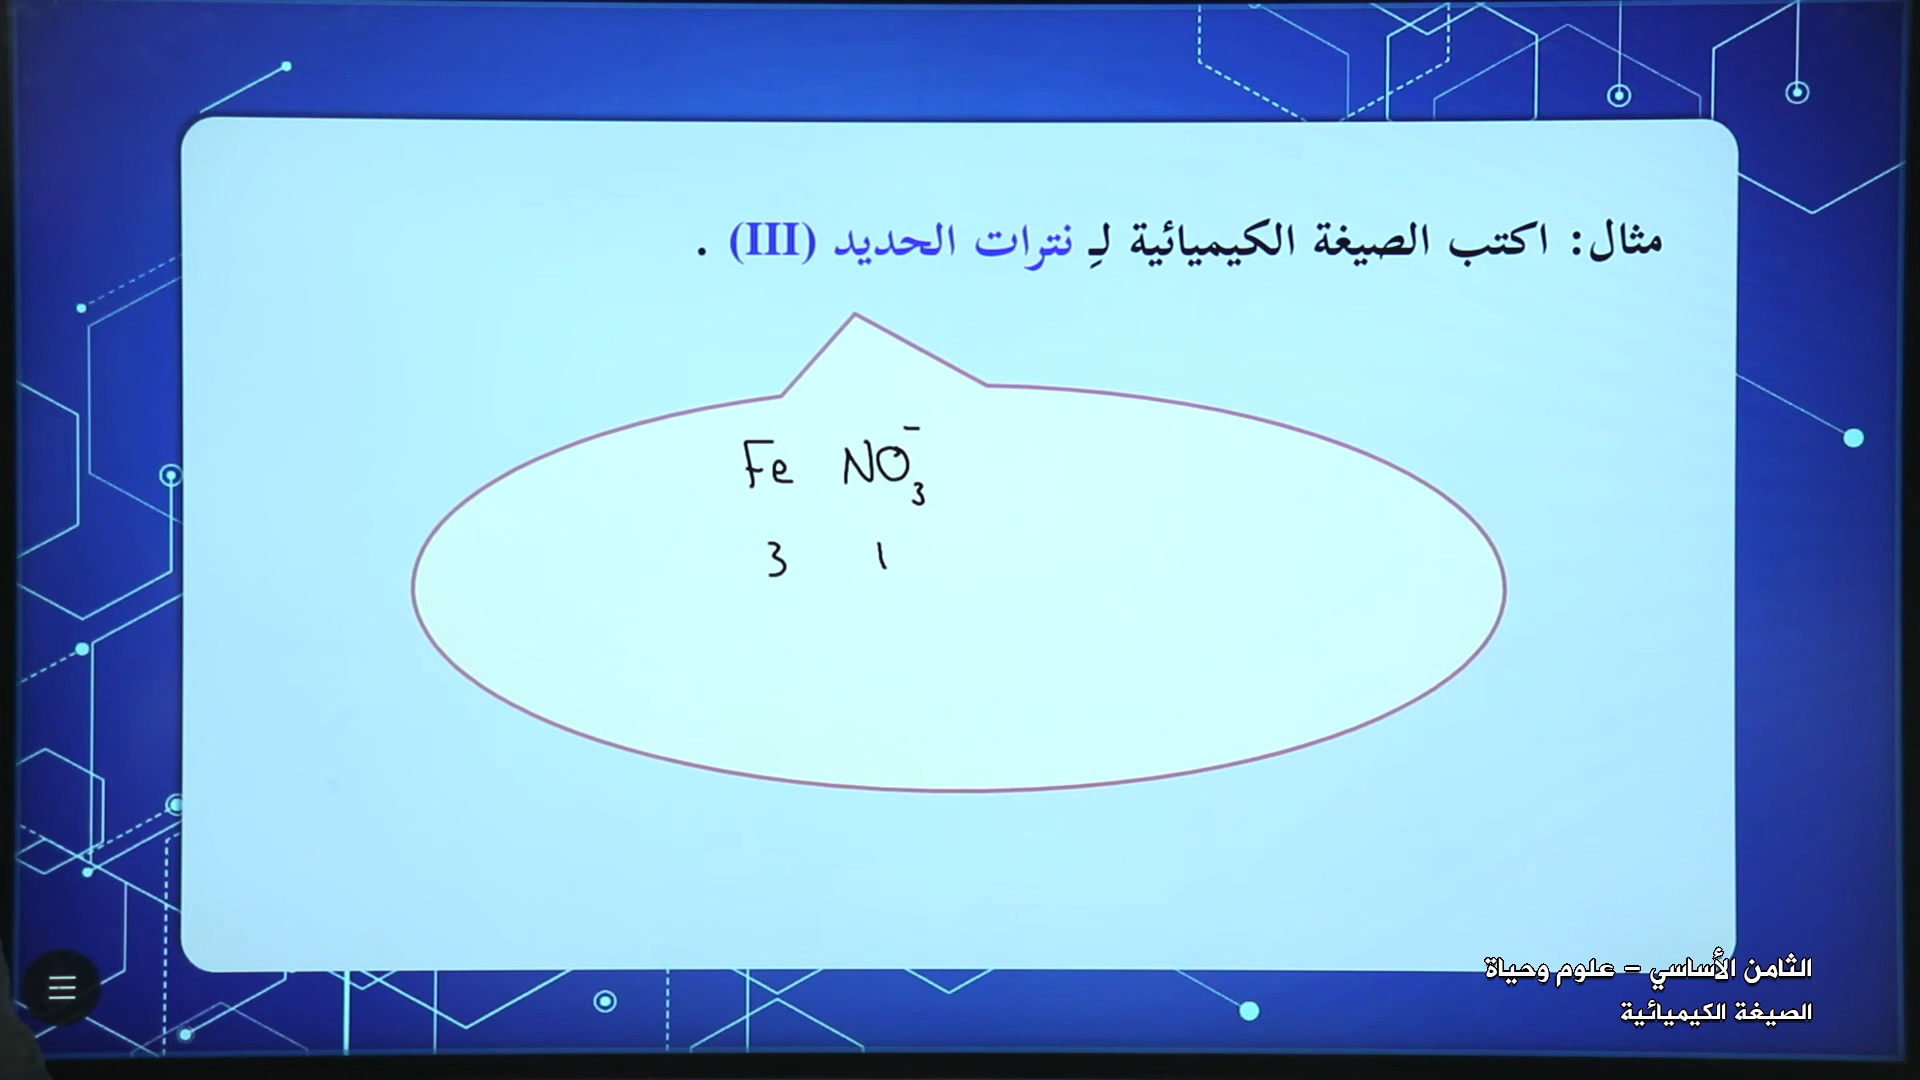 مثال: اكتب الصيغة الكيميائية لِـ نترات الحديد (III) .
Fe NO₃⁻
3 1
الثامن الأساسي – علوم وحياة
الصيغة الكيميائية